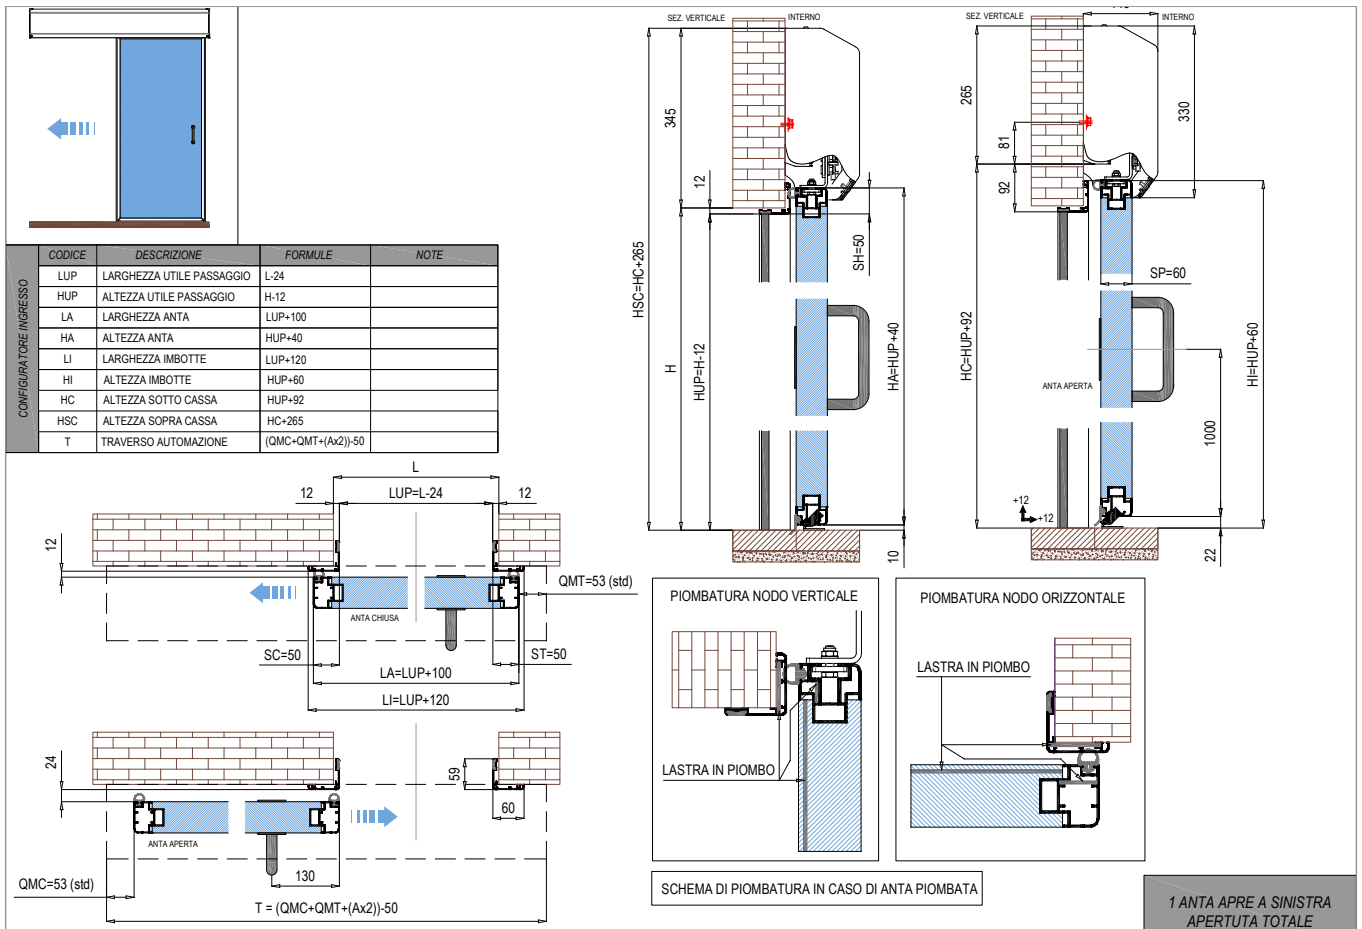 SEZ. VERTICALE
INTERNO
345
12
HSC=HC+265
H
HUP=H-12
SH=50
HA=HUP+40
10
SEZ. VERTICALE
INTERNO
265
81
92
330
SP=60
HC=HUP+92
HI=HUP+60
ANTA APERTA
1000
+12
+12
22
CONFIGURATORE INGRESSO
CODICE DESCRIZIONE FORMULE NOTE
LUP LARGHEZZA UTILE PASSAGGIO L-24
HUP ALTEZZA UTILE PASSAGGIO H-12
LA LARGHEZZA ANTA LUP+100
HA ALTEZZA ANTA HUP+40
LI LARGHEZZA IMBOTTE LUP+120
HI ALTEZZA IMBOTTE HUP+60
HC ALTEZZA SOTTO CASSA HUP+92
HSC ALTEZZA SOPRA CASSA HC+265
T TRAVERSO AUTOMAZIONE (QMC+QMT+(Ax2))-50
L
12 LUP=L-24 12
12
QMT=53 (std)
ANTA CHIUSA
SC=50 ST=50
LA=LUP+100
LI=LUP+120
24
59
60
ANTA APERTA
130
QMC=53 (std)
T = (QMC+QMT+(Ax2))-50
PIOMBATURA NODO VERTICALE
LASTRA IN PIOMBO
PIOMBATURA NODO ORIZZONTALE
LASTRA IN PIOMBO
SCHEMA DI PIOMBATURA IN CASO DI ANTA PIOMBATA
1 ANTA APRE A SINISTRA
APERTUTA TOTALE